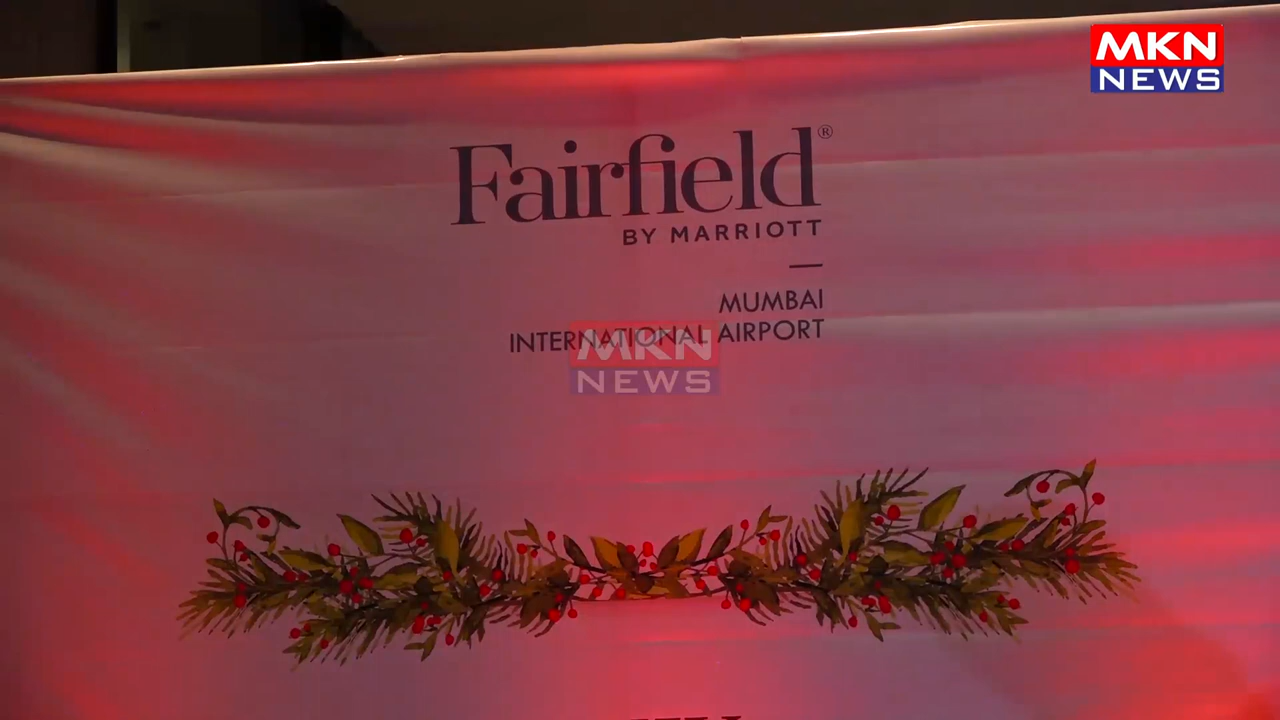 MKN
NEWS
Fairfield®
BY MARRIOTT
MUMBAI
INTERNATIONAL AIRPORT
MKN
NEWS